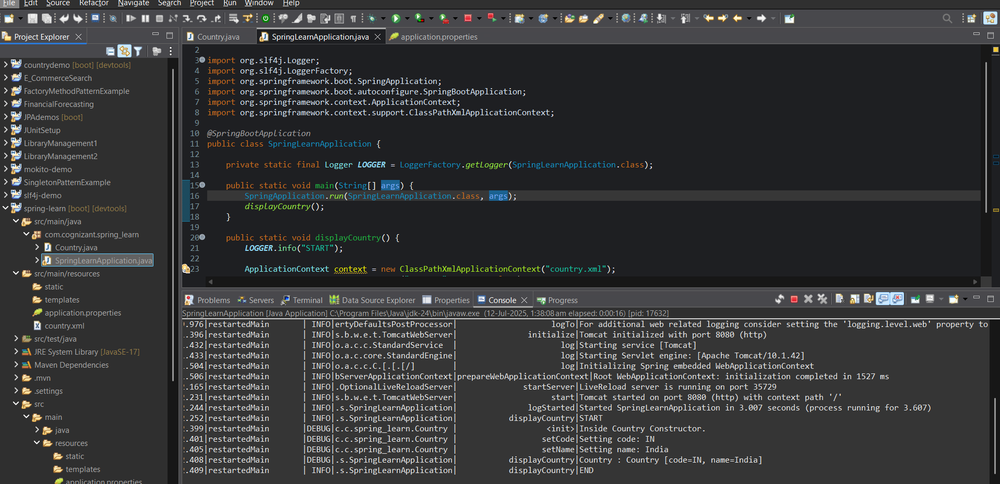 File Edit Source Refactor Navigate Search Project Run Window Help
Project Explorer
countrydemo [boot] [devtools]
E_CommerceSearch
FactoryMethodPatternExample
FinancialForecasting
JPAdemos [boot]
JUnitSetup
LibraryManagement1
LibraryManagement2
mokito-demo
SingletonPatternExample
slf4j-demo
spring-learn [boot] [devtools]
src/main/java
com.cognizant.spring_learn
Country.java
SpringLearnApplication.java
src/main/resources
static
templates
application.properties
country.xml
src/test/java
JRE System Library [JavaSE-17]
Maven Dependencies
.mvn
.settings
src
main
java
resources
static
templates
application.properties
Country.java SpringLearnApplication.java application.properties
2
3 import org.slf4j.Logger;
4 import org.slf4j.LoggerFactory;
5 import org.springframework.boot.SpringApplication;
6 import org.springframework.boot.autoconfigure.SpringBootApplication;
7 import org.springframework.context.ApplicationContext;
8 import org.springframework.context.support.ClassPathXmlApplicationContext;
9
10 @SpringBootApplication
11 public class SpringLearnApplication {
12
13 private static final Logger LOGGER = LoggerFactory.getLogger(SpringLearnApplication.class);
14
15 public static void main(String[] args) {
16 SpringApplication.run(SpringLearnApplication.class, args);
17 displayCountry();
18 }
19
20 public static void displayCountry() {
21 LOGGER.info("START");
22
23 ApplicationContext context = new ClassPathXmlApplicationContext("country.xml");
Problems Servers Terminal Data Source Explorer Properties Console Progress
SpringLearnApplication [Java Application] C:\Program Files\Java\jdk-24\bin\javaw.exe (12-Jul-2025, 1:38:08 am elapsed: 0:00:16) [pid: 17632]
.976|restartedMain | INFO|ertyDefaultsPostProcessor| logTo|For additional web related logging consider setting the 'logging.level.web' property to
.396|restartedMain | INFO|s.b.w.e.t.TomcatWebServer| initialize|Tomcat initialized with port 8080 (http)
.432|restartedMain | INFO|o.a.c.c.StandardService | log|Starting service [Tomcat]
.433|restartedMain | INFO|o.a.c.core.StandardEngine| log|Starting Servlet engine: [Apache Tomcat/10.1.42]
.504|restartedMain | INFO|o.a.c.c.C.[.[.[/] | log|Initializing Spring embedded WebApplicationContext
.506|restartedMain | INFO|bServerApplicationContext|prepareWebApplicationContext|Root WebApplicationContext: initialization completed in 1527 ms
.165|restartedMain | INFO|.OptionalLiveReloadServer| startServer|LiveReload server is running on port 35729
.231|restartedMain | INFO|s.b.w.e.t.TomcatWebServer| start|Tomcat started on port 8080 (http) with context path '/'
.244|restartedMain | INFO|.s.SpringLearnApplication| logStarted|Started SpringLearnApplication in 3.007 seconds (process running for 3.607)
.252|restartedMain | INFO|.s.SpringLearnApplication| displayCountry|START
.399|restartedMain |DEBUG|c.c.spring_learn.Country | <init>|Inside Country Constructor.
.401|restartedMain |DEBUG|c.c.spring_learn.Country | setCode|Setting code: IN
.405|restartedMain |DEBUG|c.c.spring_learn.Country | setName|Setting name: India
.408|restartedMain |DEBUG|.s.SpringLearnApplication| displayCountry|Country : Country [code=IN, name=India]
.409|restartedMain | INFO|.s.SpringLearnApplication| displayCountry|END